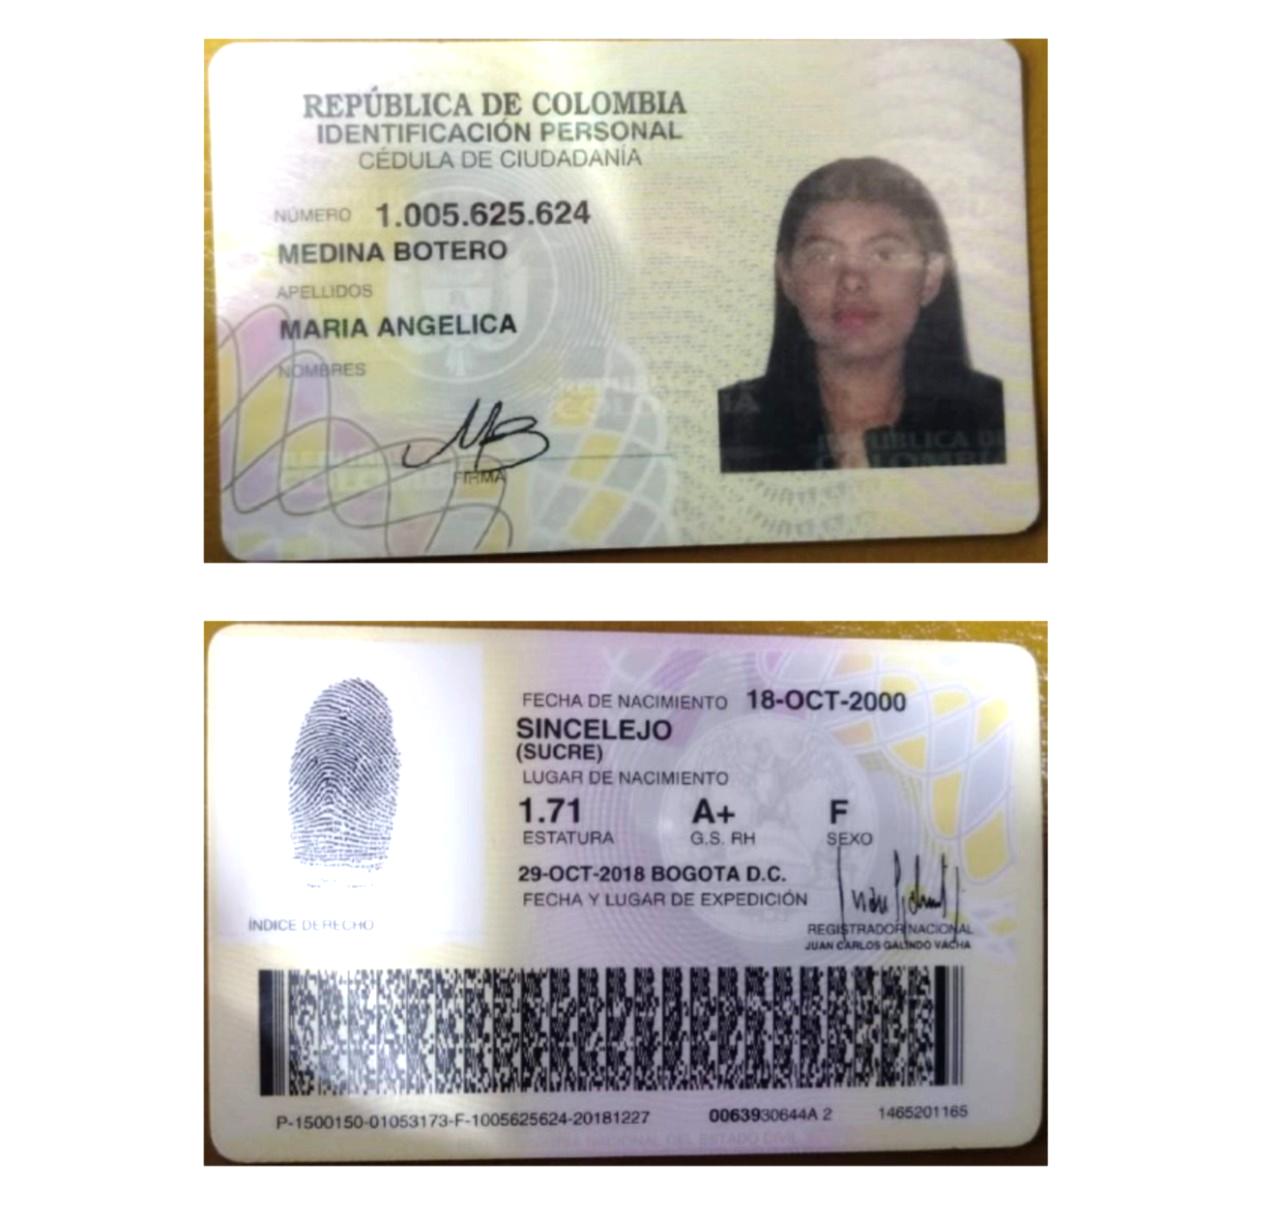 REPÚBLICA DE COLOMBIA
IDENTIFICACIÓN PERSONAL
CÉDULA DE CIUDADANÍA
NÚMERO 1.005.625.624
MEDINA BOTERO
APELLIDOS
MARIA ANGELICA
NOMBRES
FIRMA
REPÚBLICA DE
COLOMBIA
FECHA DE NACIMIENTO 18-OCT-2000
SINCELEJO
(SUCRE)
LUGAR DE NACIMIENTO
1.71 A+ F
ESTATURA G.S. RH SEXO
29-OCT-2018 BOGOTA D.C.
FECHA Y LUGAR DE EXPEDICIÓN
ÍNDICE DERECHO
REGISTRADOR NACIONAL
JUAN CARLOS GALINDO VACHA
P-1500150-01053173-F-1005625624-20181227 0063930644A 2 1465201165